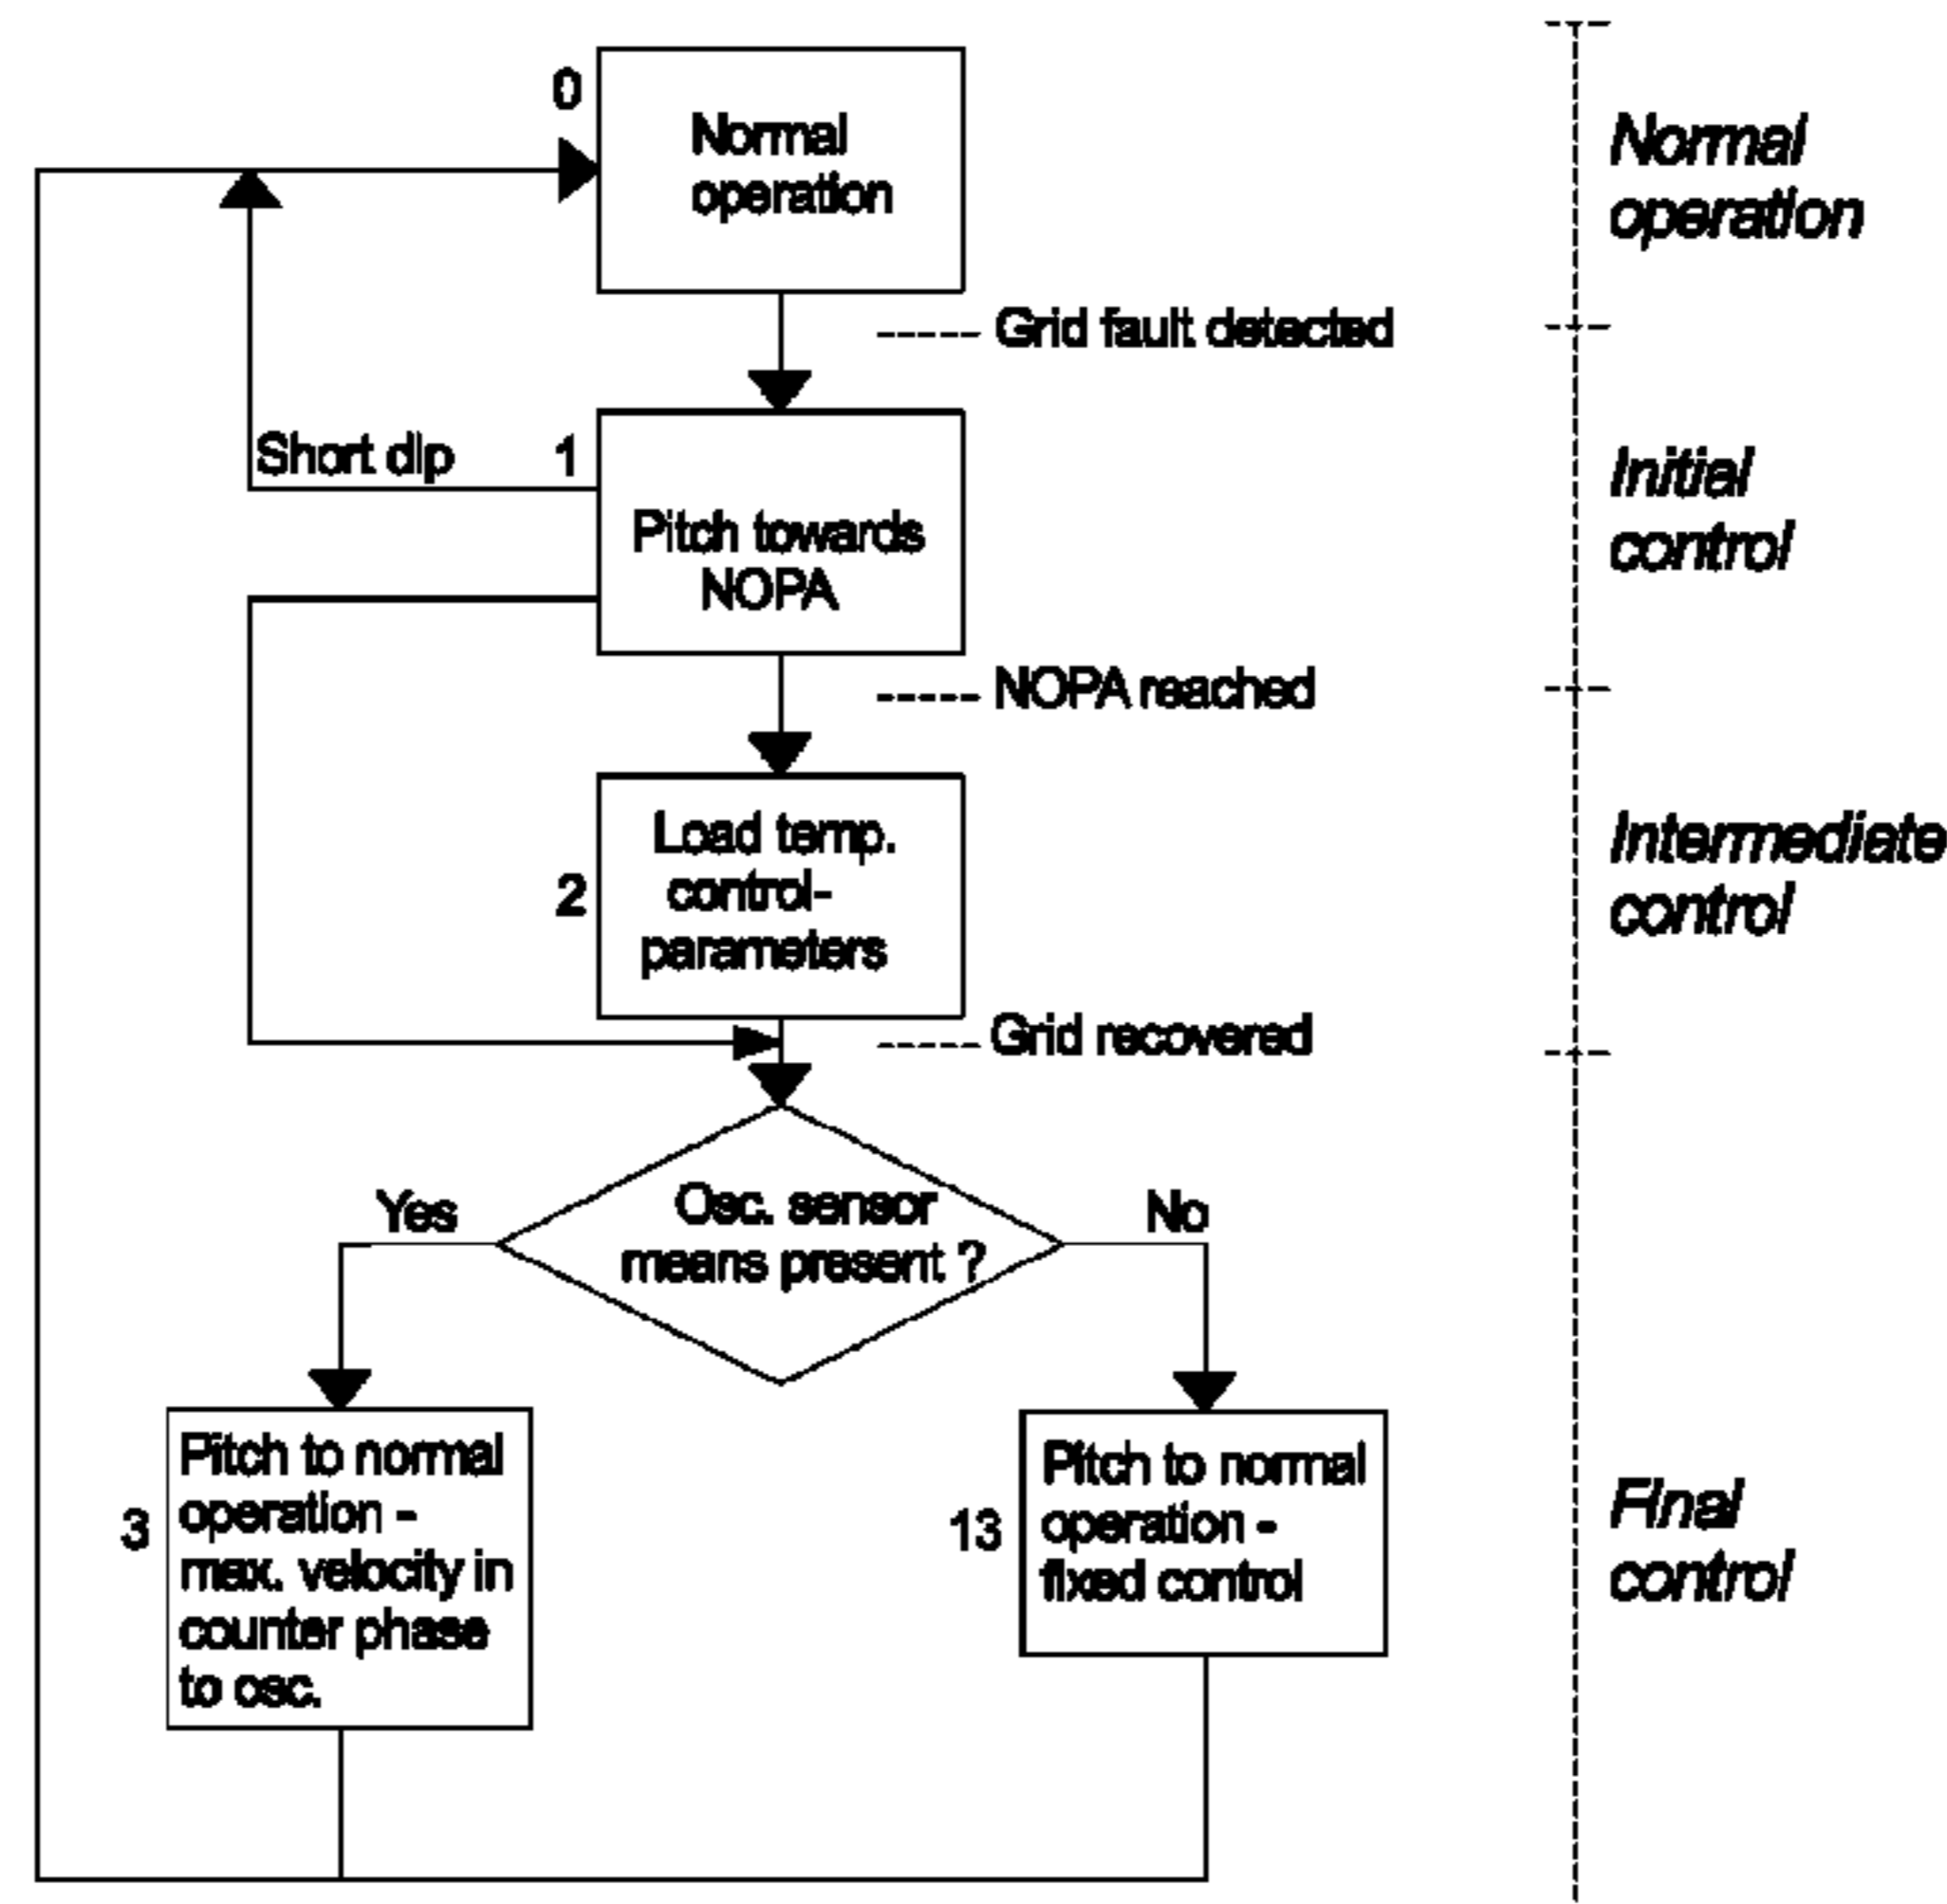 0
Normal
operation
Normal
operation
----- Grid fault detected
Short dip
1
Pitch towards
NOPA
Initial
control
----- NOPA reached
2
Load temp.
control-
parameters
Intermediate
control
----- Grid recovered
Yes
Osc. sensor
means present ?
No
3
Pitch to normal
operation -
max. velocity in
counter phase
to osc.
13
Pitch to normal
operation -
fixed control
Final
control